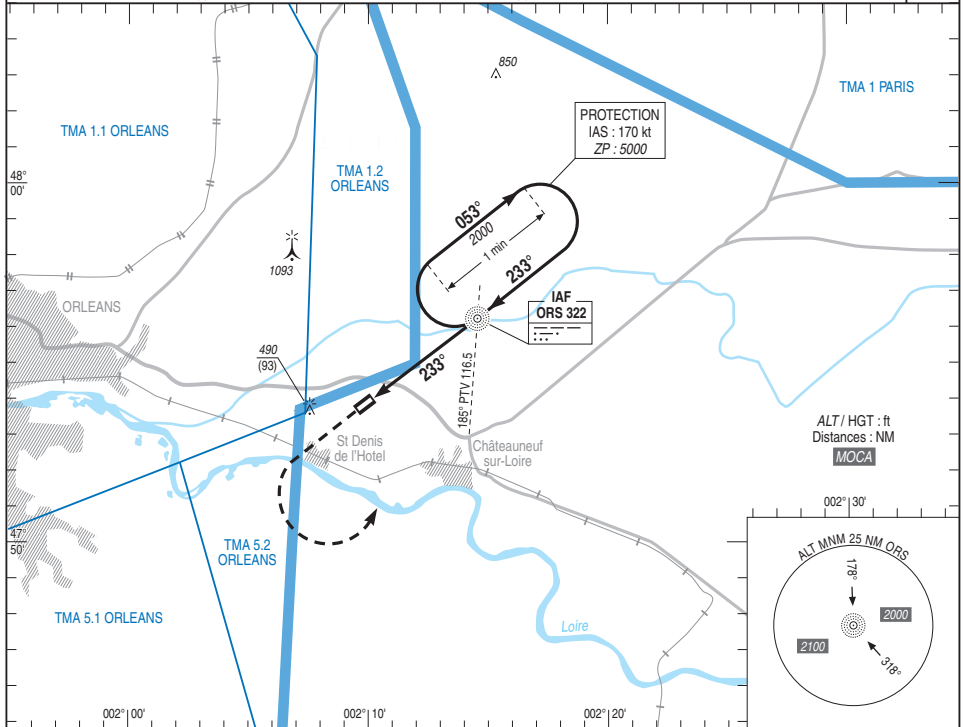 850
TMA 1 PARIS
PROTECTION
IAS : 170 kt
ZP : 5000
TMA 1.1 ORLEANS
TMA 1.2
ORLEANS
48°
00'
053°
2000
1 min
233°
1093
IAF
ORS 322
ORLEANS
490
(93)
233°
185° PTV 116.5
ALT / HGT : ft
Distances : NM
MOCA
St Denis
de l'Hotel
Châteauneuf
sur-Loire
002° 30'
47°
50'
TMA 5.2
ORLEANS
ALT MNM 25 NM ORS
178°
2000
2100
318°
TMA 5.1 ORLEANS
Loire
002° 00'
002° 10'
002° 20'